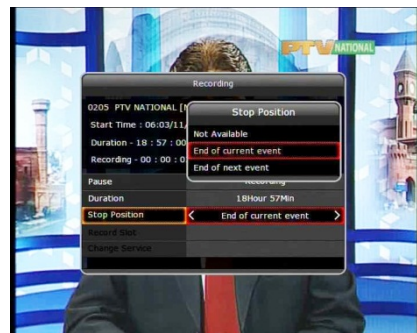 PTV NATIONAL
Recording
0205 PTV NATIONAL
Start Time : 06:03/11/
Duration - 18 : 57 : 00
Recording - 00 : 00 : 0
Stop Position
Not Available
End of current event
End of next event
Pause
Recording
Duration
18Hour 57Min
Stop Position
End of current event
Record Slot
Change Service